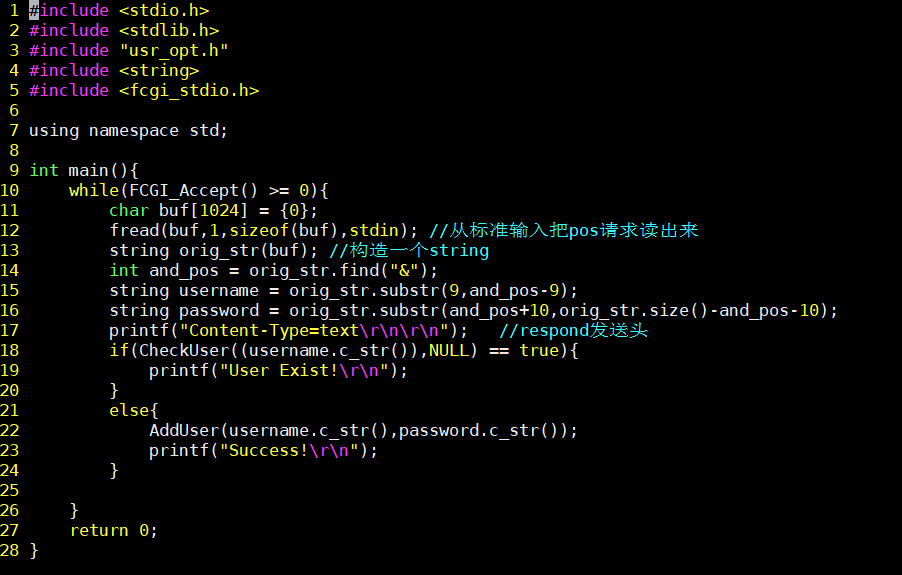 1 #include <stdio.h>
2 #include <stdlib.h>
3 #include "usr_opt.h"
4 #include <string>
5 #include <fcgi_stdio.h>
6
7 using namespace std;
8
9 int main(){
10     while(FCGI_Accept() >= 0){
11         char buf[1024] = {0};
12         fread(buf,1,sizeof(buf),stdin); //从标准输入把pos请求读出来
13         string orig_str(buf); //构造一个string
14         int and_pos = orig_str.find("&");
15         string username = orig_str.substr(9,and_pos-9);
16         string password = orig_str.substr(and_pos+10,orig_str.size()-and_pos-10);
17         printf("Content-Type=text\r\n\r\n");   //respond发送头
18         if(CheckUser((username.c_str()),NULL) == true){
19             printf("User Exist!\r\n");
20         }
21         else{
22             AddUser(username.c_str(),password.c_str());
23             printf("Success!\r\n");
24         }
25
26     }
27     return 0;
28 }